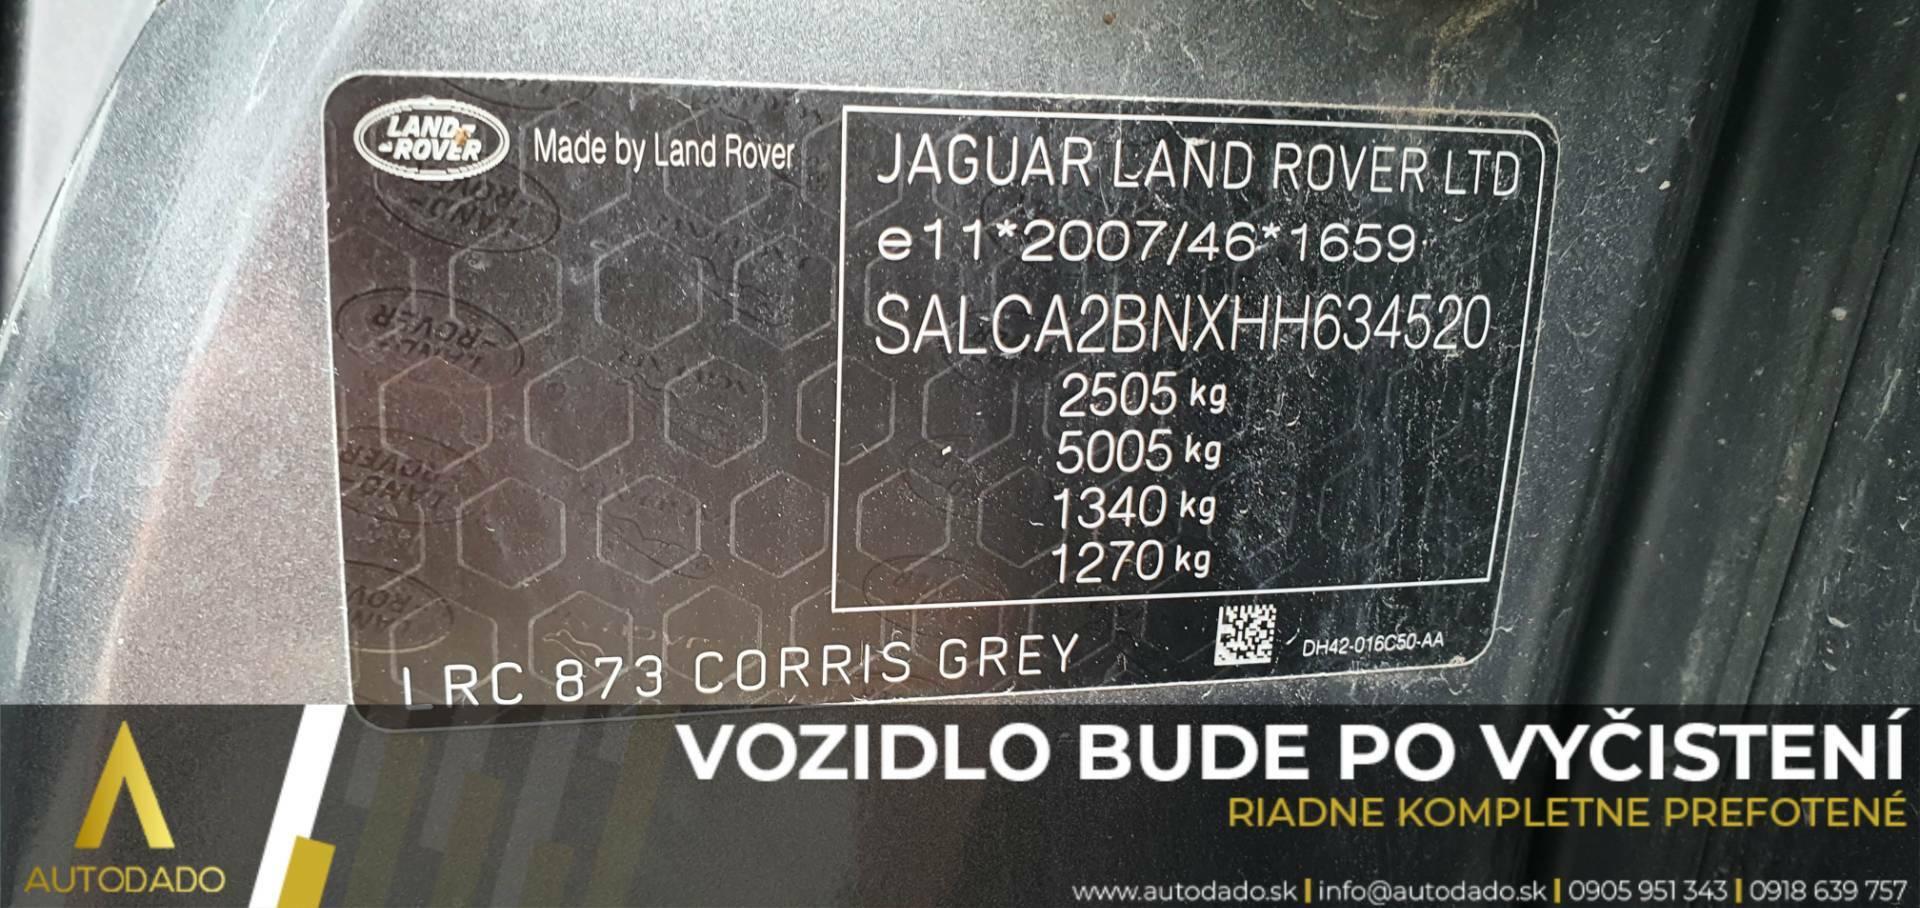 LAND
-ROVER
Made by Land Rover
JAGUAR LAND ROVER LTD
e11*2007/46*1659
SALCA2BNXHH634520
2505 kg
5005 kg
1340 kg
1270 kg
LRC 873 CORRIS GREY
DH42-016C50-AA
VOZIDLO BUDE PO VYČISTENÍ
RIADNE KOMPLETNE PREFOTENÉ
AUTODADO
www.autodado.sk | info@autodado.sk | 0905 951 343 | 0918 639 757